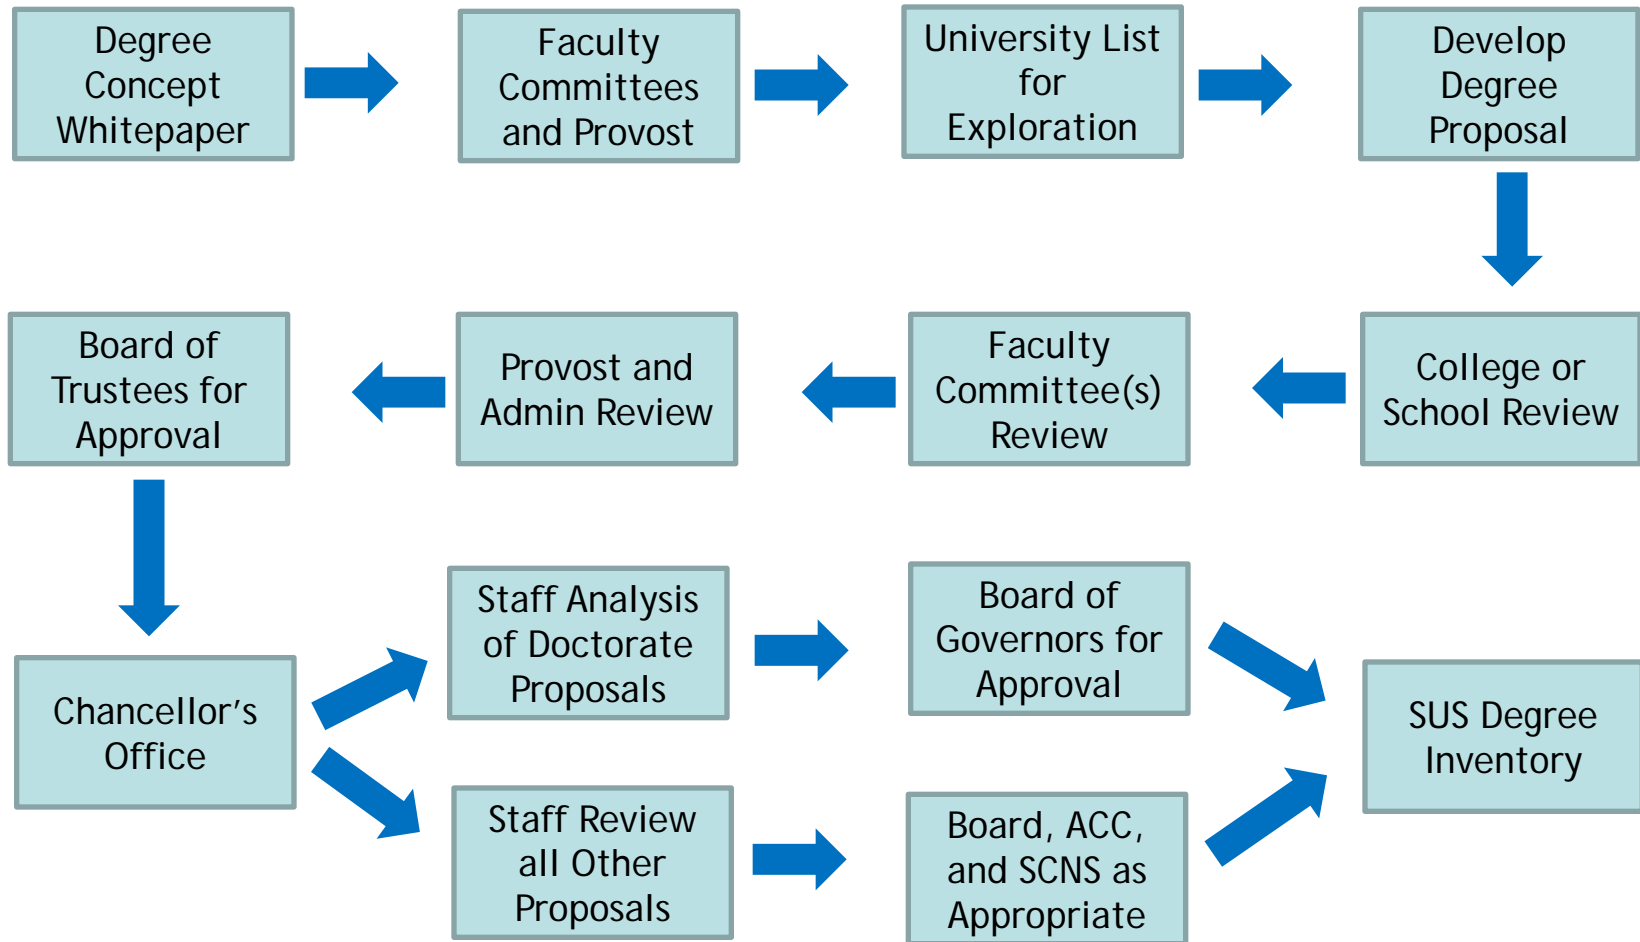 Degree
Concept
Whitepaper
Faculty
Committees
and Provost
University List
for
Exploration
Develop
Degree
Proposal
Board of
Trustees for
Approval
Provost and
Admin Review
Faculty
Committee(s)
Review
College or
School Review
Chancellor's
Office
Staff Analysis
of Doctorate
Proposals
Board of
Governors for
Approval
SUS Degree
Inventory
Staff Review
all Other
Proposals
Board, ACC,
and SCNS as
Appropriate